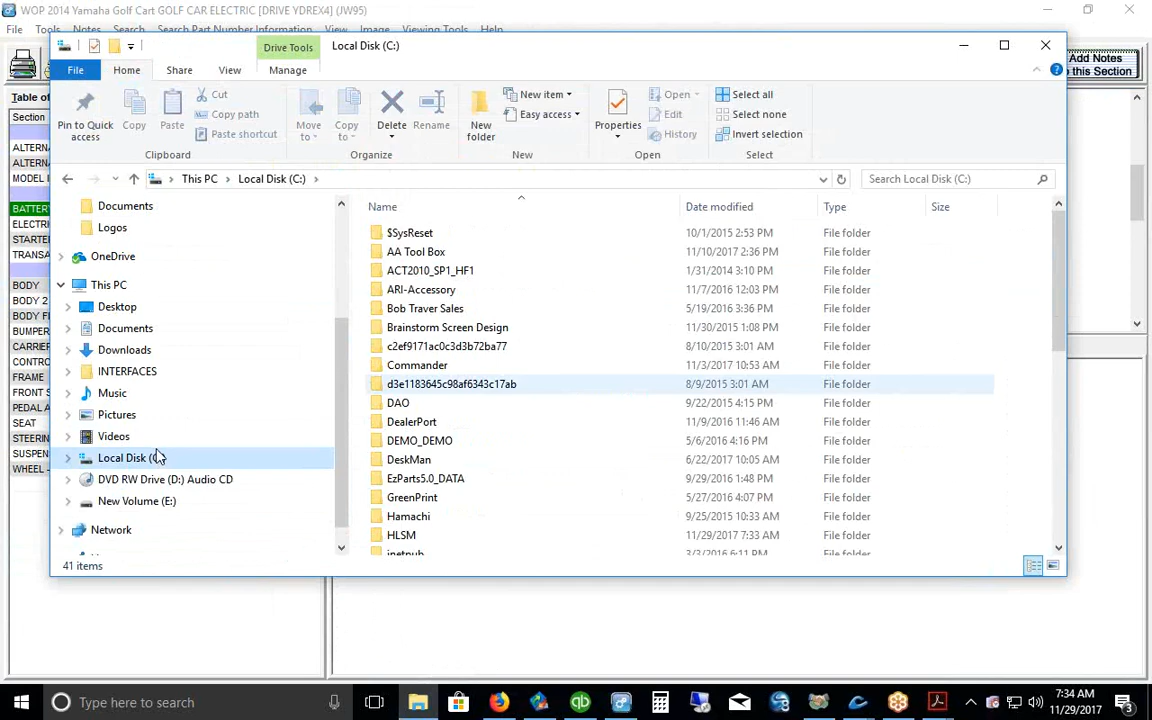 WOP 2014 Yamaha Golf Cart GOLF CAR ELECTRIC [DRIVE YDREX4] (JW95)
File Tools Notes Search Search Part Number Information View Image Viewing Tools Help
Drive Tools Local Disk (C:)
File Home Share View Manage
Add Notes
this Section
Table of
Section
ALTERN
ALTERN
MODEL I
BATTER
ELECTRI
STARTE
TRANSA
BODY
BODY 2
BODY FI
BUMPER
CARRIE
CONTRO
FRAME
FRONT S
PEDAL A
SEAT
STEERIN
SUSPEN
WHEEL -
Pin to Quick
access
Copy
Paste
Cut
Copy path
Paste shortcut
Clipboard
Move
to
Copy
to
Delete
Rename
Organize
New
folder
New item
Easy access
New
Properties
Open
Edit
History
Open
Select all
Select none
Invert selection
Select
This PC Local Disk (C:)
Search Local Disk (C:)
Documents
Logos
OneDrive
This PC
Desktop
Documents
Downloads
INTERFACES
Music
Pictures
Videos
Local Disk (C
DVD RW Drive (D:) Audio CD
New Volume (E:)
Network
Name Date modified Type Size
$SysReset 10/1/2015 2:53 PM File folder
AA Tool Box 11/10/2017 2:36 PM File folder
ACT2010_SP1_HF1 1/31/2014 3:10 PM File folder
ARI-Accessory 11/7/2016 12:03 PM File folder
Bob Traver Sales 5/19/2016 3:36 PM File folder
Brainstorm Screen Design 11/30/2015 1:08 PM File folder
c2ef9171ac0c3d3b72ba77 8/10/2015 3:01 AM File folder
Commander 11/3/2017 10:53 AM File folder
d3e1183645c98af6343c17ab 8/9/2015 3:01 AM File folder
DAO 9/22/2015 4:15 PM File folder
DealerPort 11/9/2016 11:46 AM File folder
DEMO_DEMO 5/6/2016 4:16 PM File folder
DeskMan 6/22/2017 10:05 AM File folder
EzParts5.0_DATA 9/29/2016 1:48 PM File folder
GreenPrint 5/27/2016 4:07 PM File folder
Hamachi 9/25/2015 10:33 AM File folder
HLSM 11/29/2017 7:33 AM File folder
inetpub 3/3/2016 6:11 PM File folder
41 items
Type here to search
7:34 AM
11/29/2017
3